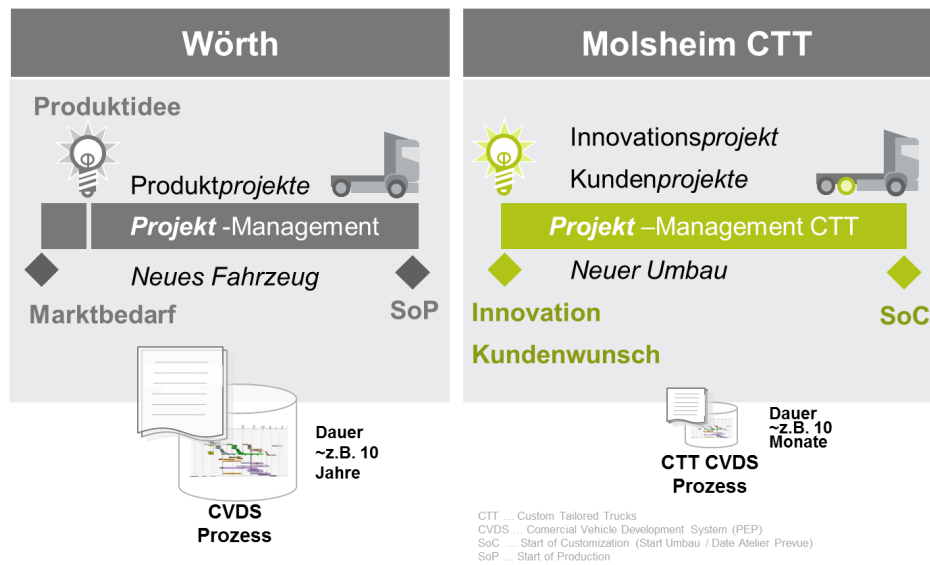 Wörth
Produktidee
Produktprojekte
Projekt -Management
Neues Fahrzeug
Marktbedarf
SoP
Dauer
~z.B. 10
Jahre
CVDS
Prozess
Molsheim CTT
Innovationsprojekt
Kundenprojekte
Projekt –Management CTT
Neuer Umbau
Innovation
SoC
Kundenwunsch
Dauer
~z.B. 10
Monate
CTT CVDS
Prozess
CTT ... Custom Tailored Trucks
CVDS ... Comercial Vehicle Development System (PEP)
SoC ... Start of Customization (Start Umbau / Date Atelier Prevue)
SoP ... Start of Production